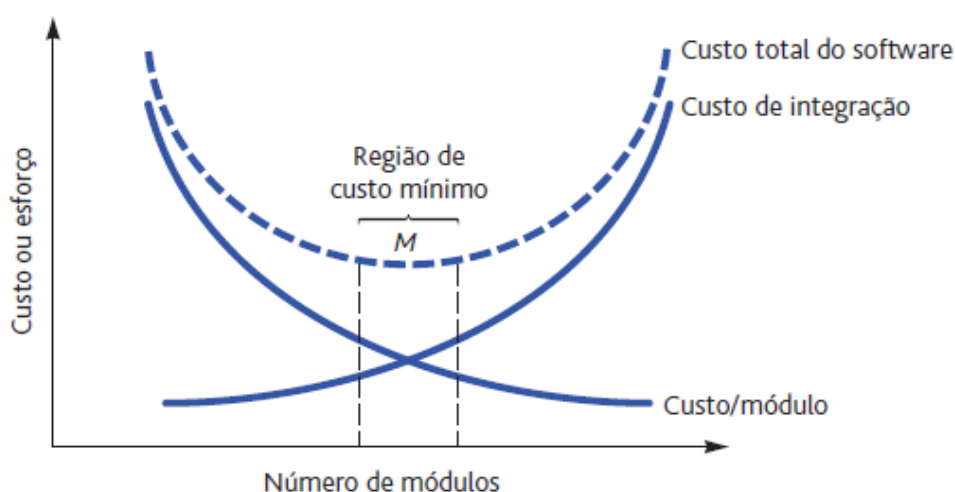 Custo total do software
Custo de integração
Região de
custo mínimo
M
Custo ou esforço
Custo/módulo
Número de módulos